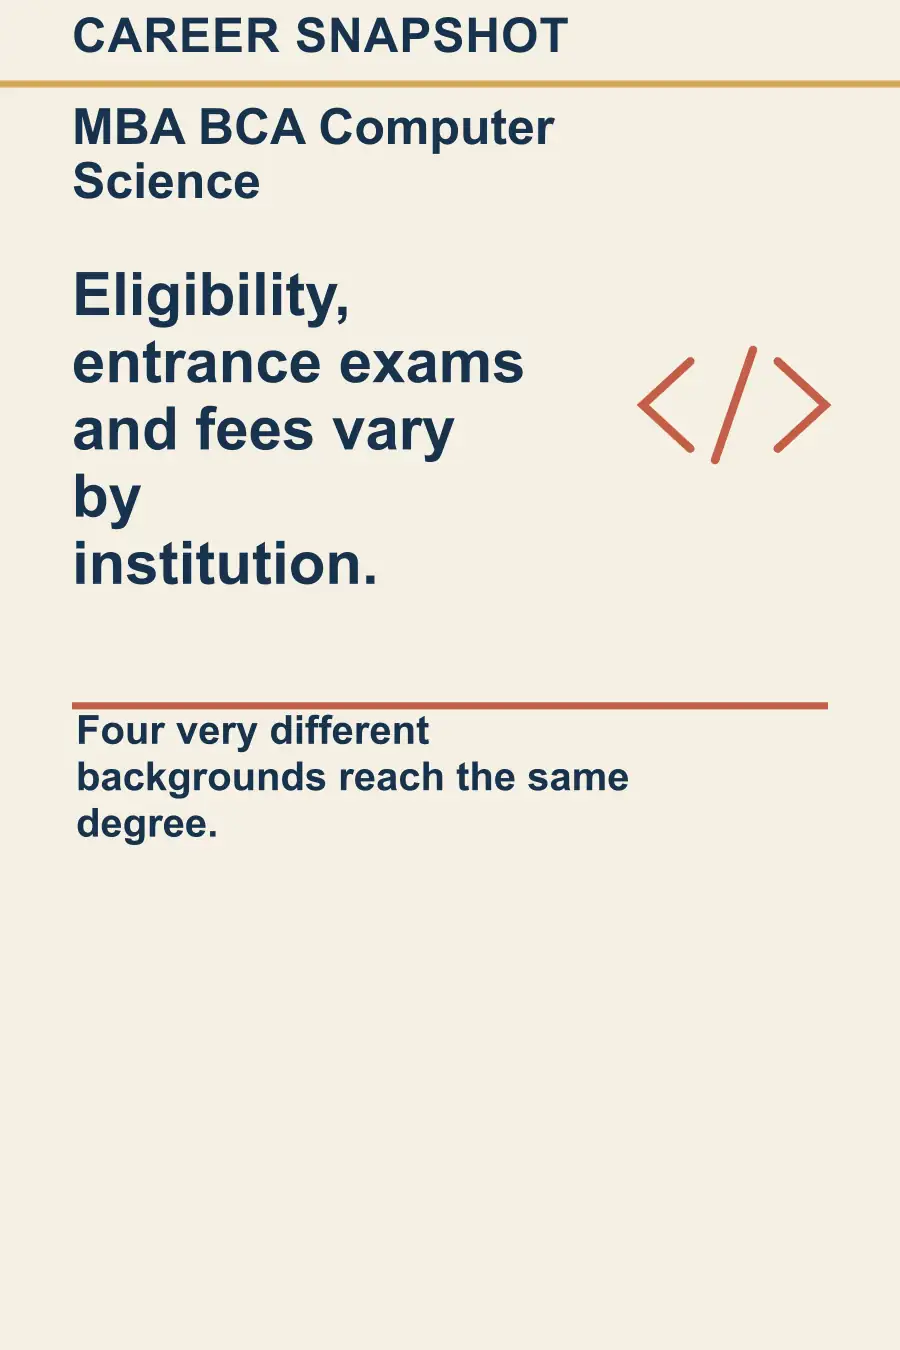 CAREER SNAPSHOT
MBA BCA Computer
Science
Eligibility,
entrance exams
and fees vary
by
institution.
</>
Four very different
backgrounds reach the same
degree.